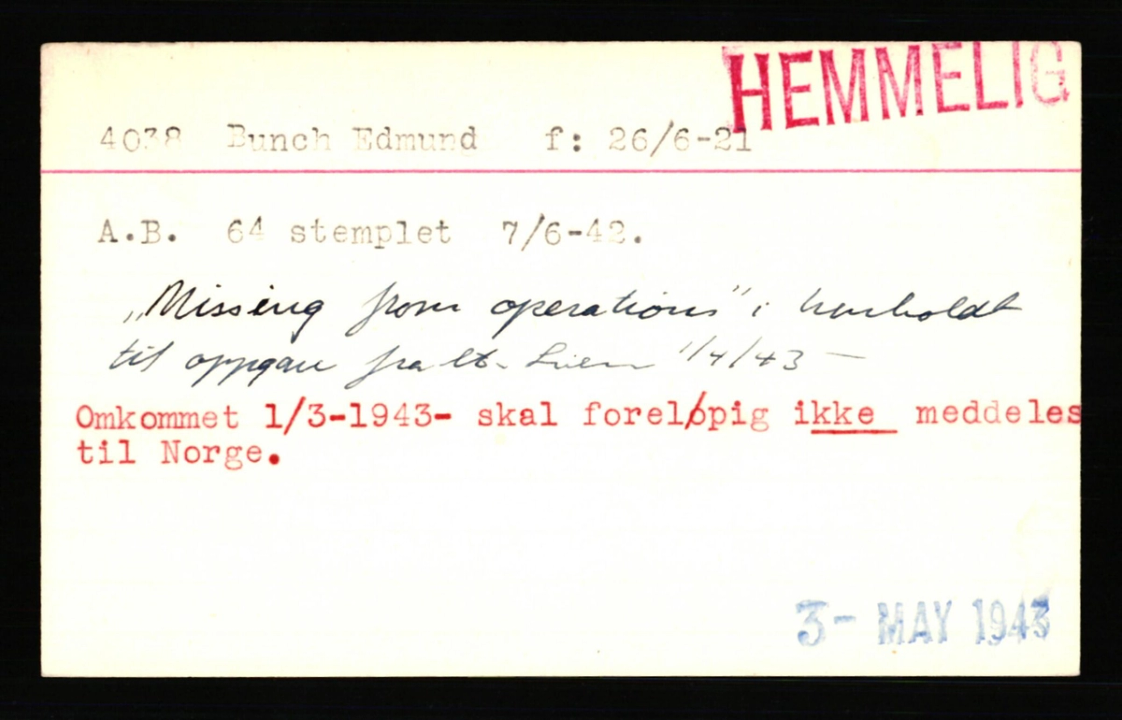 HEMMELIG
4038 Bunch Edmund f: 26/6-21
A.B. 64 stemplet 7/6-42.
„Missing from operations" i henhold
til oppgave fra lt. 1/4/43 —
Omkommet 1/3-1943- skal foreløpig ikke meddeles
til Norge.
3- MAY 1943